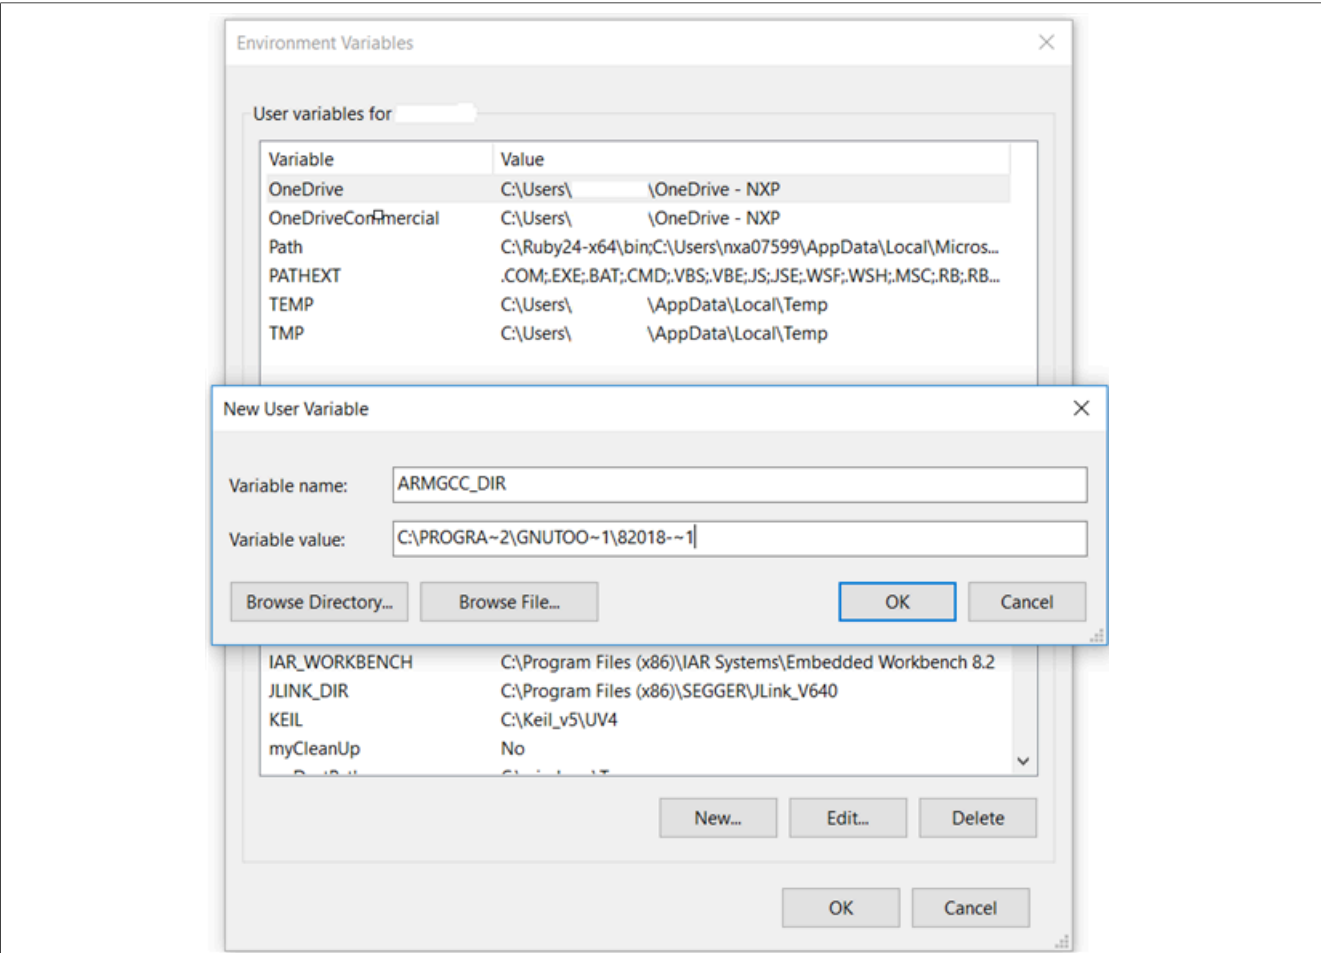 Environment Variables
User variables for
Variable Value
OneDrive C:\Users\ \OneDrive - NXP
OneDriveCommercial C:\Users\ \OneDrive - NXP
Path C:\Ruby24-x64\bin;C:\Users\nxa07599\AppData\Local\Micros...
PATHEXT .COM;.EXE;.BAT;.CMD;.VBS;.VBE;.JS;.JSE;.WSF;.WSH;.MSC;.RB;.RB...
TEMP C:\Users\ \AppData\Local\Temp
TMP C:\Users\ \AppData\Local\Temp
New User Variable
Variable name: ARMGCC_DIR
Variable value: C:\PROGRA~2\GNUTOO~1\82018-~1
Browse Directory... Browse File... OK Cancel
IAR_WORKBENCH C:\Program Files (x86)\IAR Systems\Embedded Workbench 8.2
JLINK_DIR C:\Program Files (x86)\SEGGER\JLink_V640
KEIL C:\Keil_v5\UV4
myCleanUp No
New... Edit... Delete
OK Cancel